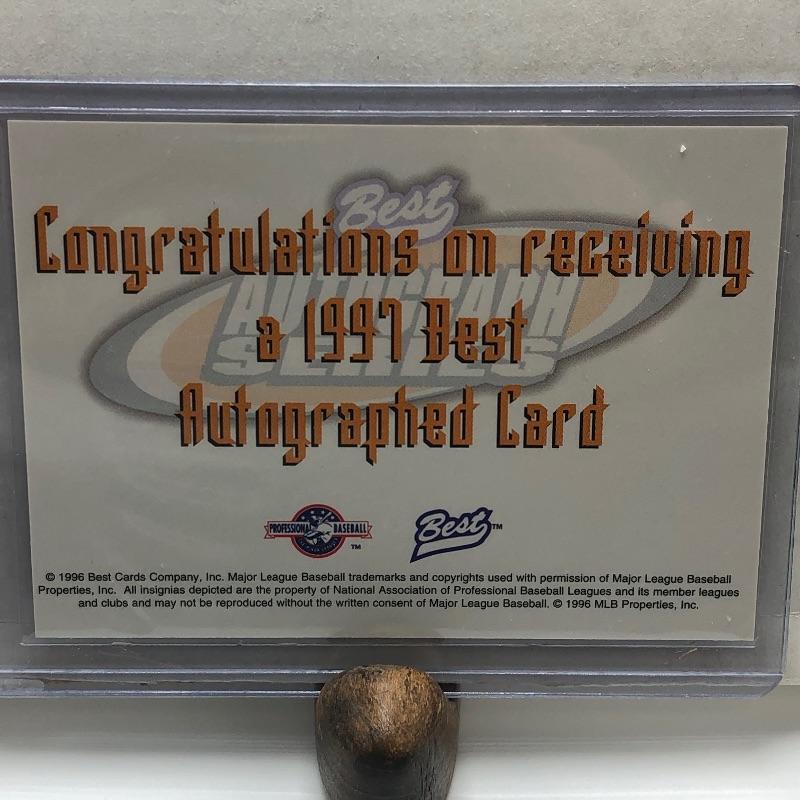 Best
Congratulations on receiving
AUTOGRAPH
a 1997 Best
SERIES
Autographed Card
PROFESSIONAL BASEBALL TM
Best TM
© 1996 Best Cards Company, Inc. Major League Baseball trademarks and copyrights used with permission of Major League Baseball
Properties, Inc. All insignias depicted are the property of National Association of Professional Baseball Leagues and its member leagues
and clubs and may not be reproduced without the written consent of Major League Baseball. © 1996 MLB Properties, Inc.